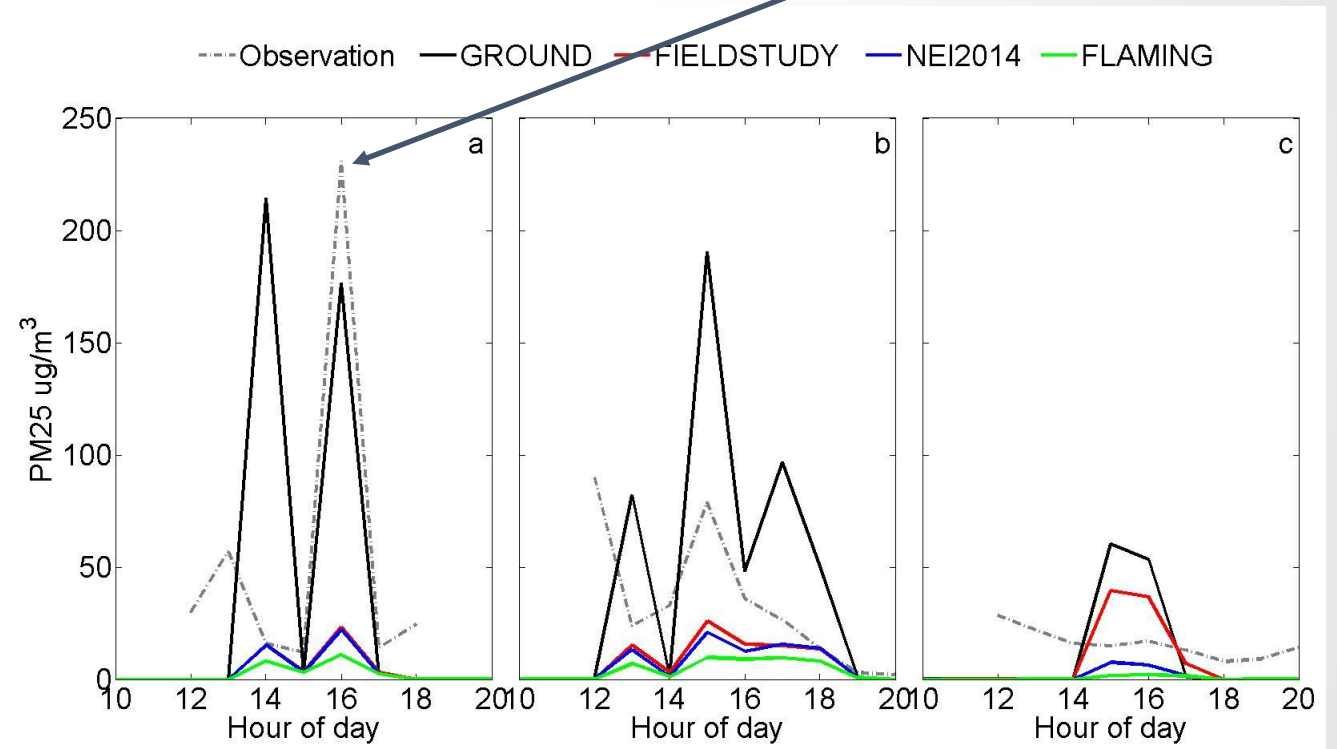 Observation GROUND FIELDSTUDY NEI2014 FLAMING
250 200 150 100 50 0
PM25 ug/m³
a
10 12 14 16 18 20
Hour of day
b
10 12 14 16 18 20
Hour of day
c
10 12 14 16 18 20
Hour of day